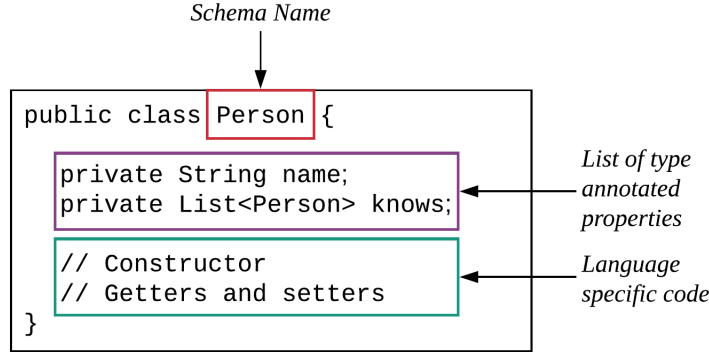 Schema Name
public class Person {
private String name;
private List<Person> knows;
List of type
annotated
properties
// Constructor
// Getters and setters
Language
specific code
}